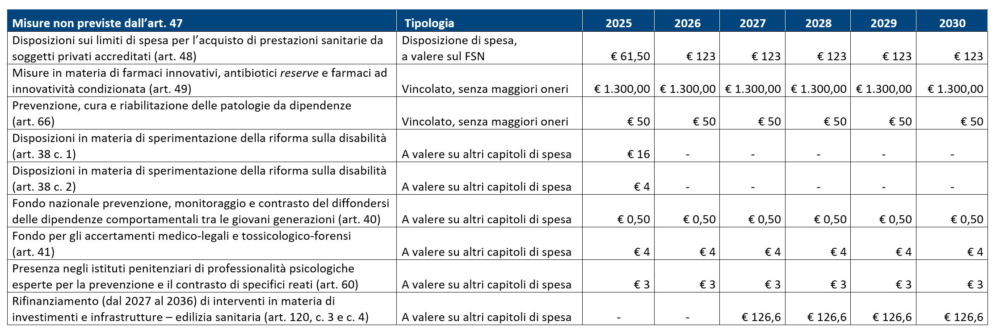 Misure non previste dall’art. 47 Tipologia 2025 2026 2027 2028 2029 2030
Disposizioni sui limiti di spesa per l’acquisto di prestazioni sanitarie da
soggetti privati accreditati (art. 48)
Disposizione di spesa,
a valere sul FSN
€ 61,50 € 123 € 123 € 123 € 123 € 123
Misure in materia di farmaci innovativi, antibiotici reserve e farmaci ad
innovatività condizionata (art. 49)
Vincolato, senza maggiori oneri
€ 1.300,00 € 1.300,00 € 1.300,00 € 1.300,00 € 1.300,00 € 1.300,00
Prevenzione, cura e riabilitazione delle patologie da dipendenze
(art. 66)
Vincolato, senza maggiori oneri
€ 50 € 50 € 50 € 50 € 50 € 50
Disposizioni in materia di sperimentazione della riforma sulla disabilità
(art. 38 c. 1)
A valere su altri capitoli di spesa
€ 16 - - - - -
Disposizioni in materia di sperimentazione della riforma sulla disabilità
(art. 38 c. 2)
A valere su altri capitoli di spesa
€ 4 - - - - -
Fondo nazionale prevenzione, monitoraggio e contrasto del diffondersi
delle dipendenze comportamentali tra le giovani generazioni (art. 40)
A valere su altri capitoli di spesa
€ 0,50 € 0,50 € 0,50 € 0,50 € 0,50 € 0,50
Fondo per gli accertamenti medico-legali e tossicologico-forensi
(art. 41)
A valere su altri capitoli di spesa
€ 4 € 4 € 4 € 4 € 4 € 4
Presenza negli istituti penitenziari di professionalità psicologiche
esperte per la prevenzione e il contrasto di specifici reati (art. 60)
A valere su altri capitoli di spesa
€ 3 € 3 € 3 € 3 € 3 € 3
Rifinanziamento (dal 2027 al 2036) di interventi in materia di
investimenti e infrastrutture – edilizia sanitaria (art. 120, c. 3 e c. 4)
A valere su altri capitoli di spesa
- - € 126,6 € 126,6 € 126,6 € 126,6